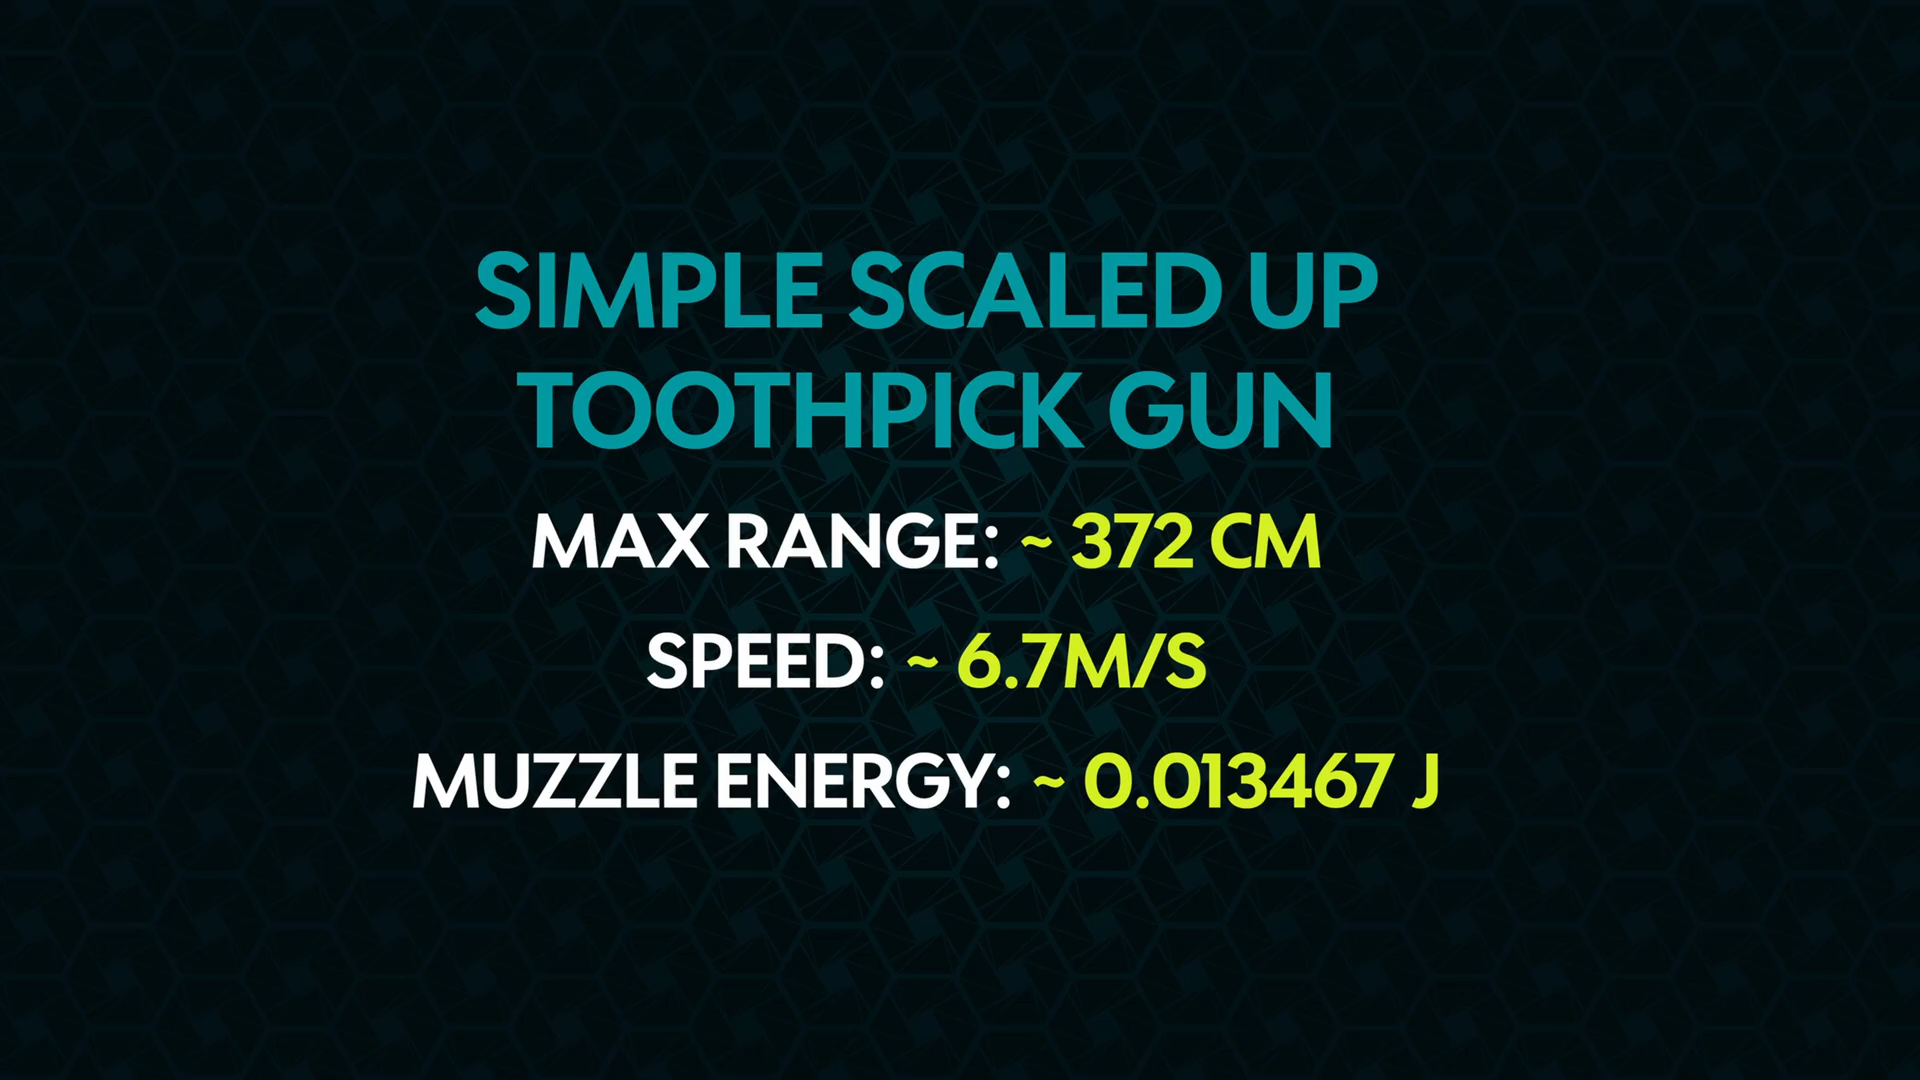 SIMPLE SCALED UP
TOOTHPICK GUN
MAX RANGE: ~ 372 CM
SPEED: ~ 6.7M/S
MUZZLE ENERGY: ~ 0.013467 J